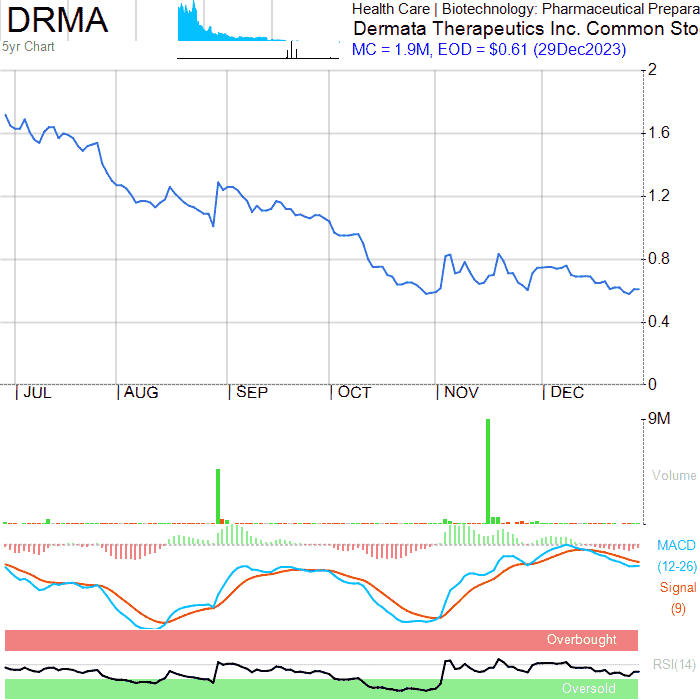 DRMA
5yr Chart
Health Care | Biotechnology: Pharmaceutical Prepara
Dermata Therapeutics Inc. Common Sto
MC = 1.9M, EOD = $0.61 (29Dec2023)
2
1.6
1.2
0.8
0.4
0
|JUL |AUG |SEP |OCT |NOV |DEC
9M
Volume
MACD
(12-26)
Signal
(9)
Overbought
RSI(14)
Oversold